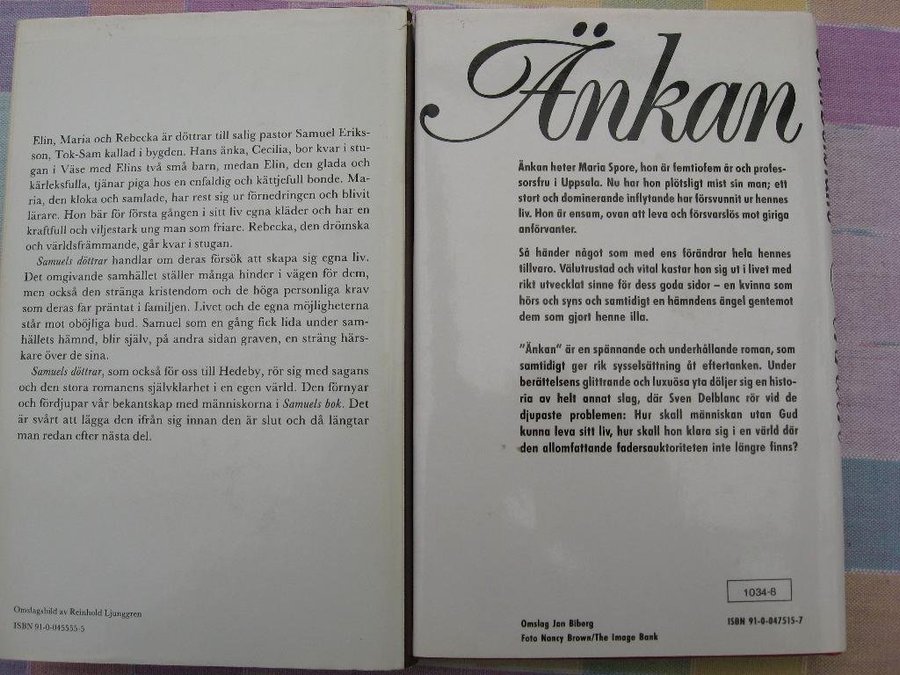 Elin, Maria och Rebecka är döttrar till salig pastor Samuel Eriks-
son, Tok-Sam kallad i bygden. Hans änka, Cecilia, bor kvar i stu-
gan i Väse med Elins två små barn, medan Elin, den glada och
kärleksfulla, tjänar piga hos en enfaldig och kättjefull bonde. Ma-
ria, den kloka och samlade, har rest sig ur förnedringen och blivit
lärare. Hon bär för första gången i sitt liv egna kläder och har en
kraftfull och viljestark ung man som friare. Rebecka, den drömska
och världsfrämmande, går kvar i stugan.
Samuels döttrar handlar om deras försök att skapa sig egna liv.
Det omgivande samhället ställer många hinder i vägen för dem,
men också den stränga kristendom och de höga personliga krav
som deras far präntat i familjen. Livet och de egna möjligheterna
står mot oböjliga bud. Samuel som en gång fick lida under sam-
hällets hämnd, blir själv, på andra sidan graven, en sträng härs-
kare över de sina.
Samuels döttrar, som också för oss till Hedeby, rör sig med sagans
och den stora romanens självklarhet i en egen värld. Den förnyar
och fördjupar vår bekantskap med människorna i Samuels bok. Det
är svårt att lägga den ifrån sig innan den är slut och då längtar
man redan efter nästa del.
Omslagsbild av Reinhold Ljunggren
ISBN 91-0-045555-5
Änkan
Änkan heter Maria Spore, hon är femtiofem år och profes-
sorsfru i Uppsala. Nu har hon plötsligt mist sin man; ett
stort och dominerande inflytande har försvunnit ur hennes
liv. Hon är ensam, ovan att leva och försvarslös mot giriga
anförvanter.
Så händer något som med ens förändrar hela hennes
tillvaro. Välutrustad och vital kastar hon sig ut i livet med
rikt utvecklat sinne för dess goda sidor – en kvinna som
hörs och syns och samtidigt en hämndens ängel gentemot
dem som gjort henne illa.
"Änkan" är en spännande och underhållande roman, som
samtidigt ger rik sysselsättning åt eftertanken. Under
berättelsens glittrande och luxuösa yta döljer sig en histo-
ria av helt annat slag, där Sven Delblanc rör vid de
djupaste problemen: Hur skall människan utan Gud
kunna leva sitt liv, hur skall hon klara sig i en värld där
den allomfattande fadersauktoriteten inte längre finns?
1034-8
Omslag Jan Biberg
Foto Nancy Brown/The Image Bank
ISBN 91-0-047515-7